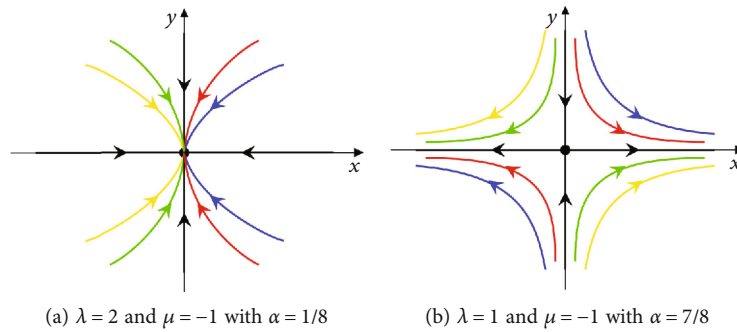 y
x
y
x
(a) λ = 2 and μ = −1 with α = 1/8
(b) λ = 1 and μ = −1 with α = 7/8